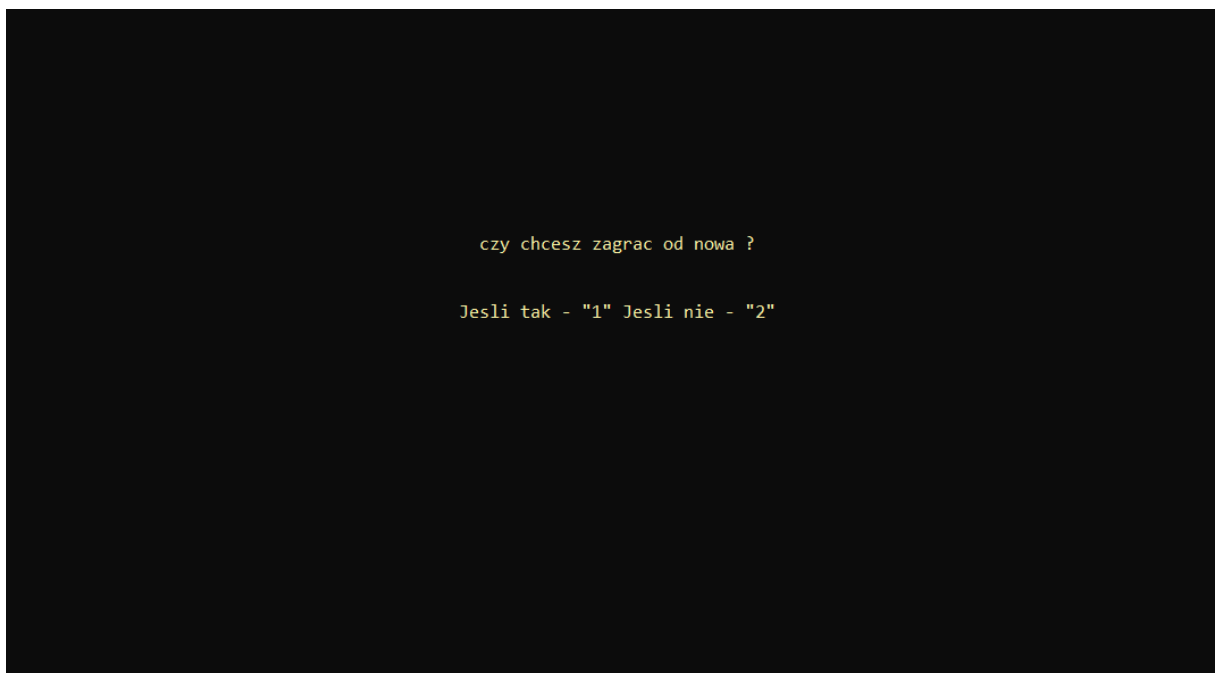 czy chcesz zagrac od nowa ?
Jesli tak - "1" Jesli nie - "2"